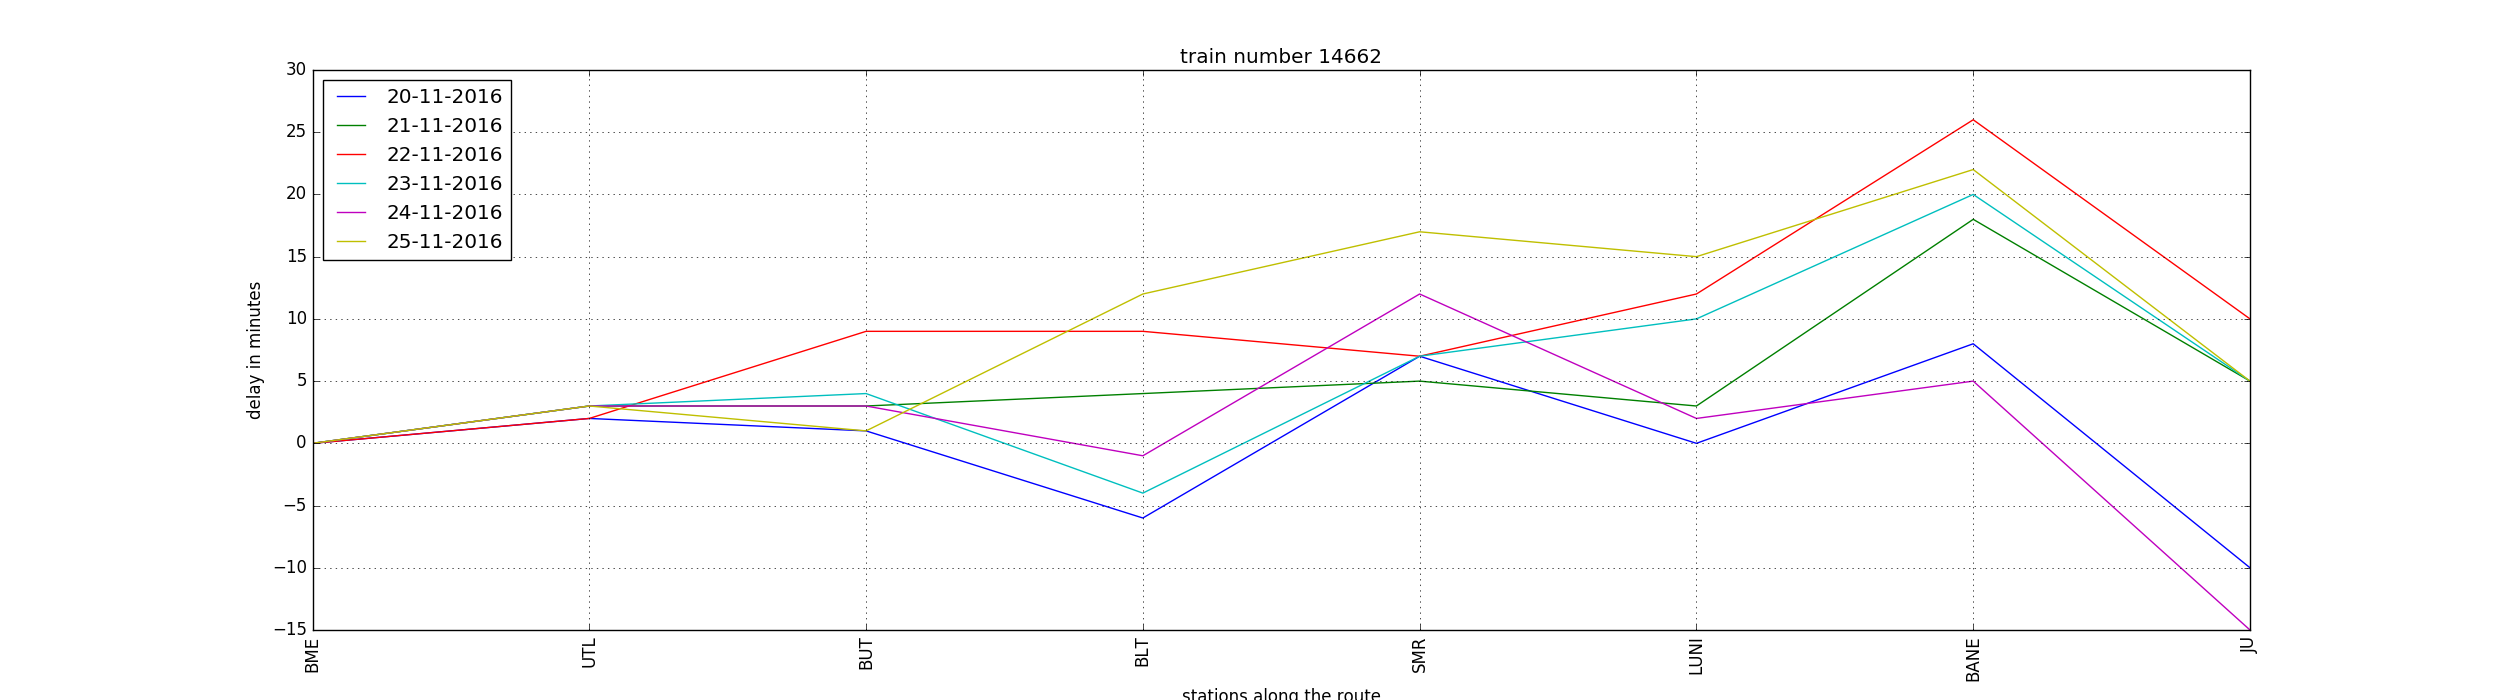 train number 14662
30
25
20
15
10
5
0
−5
−10
−15
delay in minutes
20-11-2016
21-11-2016
22-11-2016
23-11-2016
24-11-2016
25-11-2016
BME
UTL
BUT
BLT
SMR
LUNI
BANE
JU
stations along the route